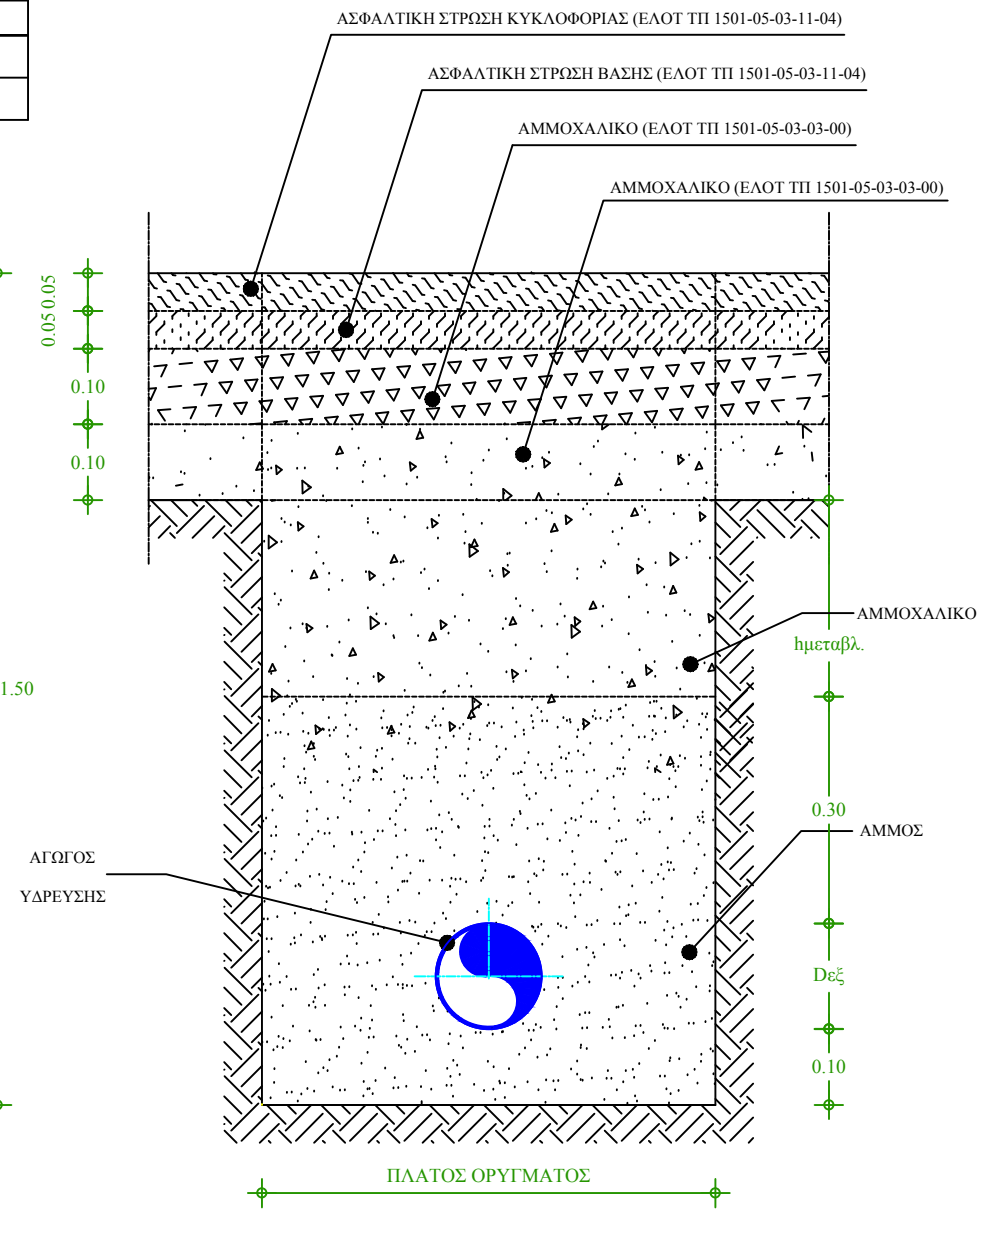 ΑΣΦΑΛΤΙΚΗ ΣΤΡΩΣΗ ΚΥΚΛΟΦΟΡΙΑΣ (ΕΛΟΤ ΤΠ 1501-05-03-11-04)
ΑΣΦΑΛΤΙΚΗ ΣΤΡΩΣΗ ΒΑΣΗΣ (ΕΛΟΤ ΤΠ 1501-05-03-11-04)
ΑΜΜΟΧΑΛΙΚΟ (ΕΛΟΤ ΤΠ 1501-05-03-03-00)
ΑΜΜΟΧΑΛΙΚΟ (ΕΛΟΤ ΤΠ 1501-05-03-03-00)
0.05
0.05
0.10
0.10
ΑΜΜΟΧΑΛΙΚΟ
hμεταβλ.
1.50
0.30
ΑΜΜΟΣ
ΑΓΩΓΟΣ
ΥΔΡΕΥΣΗΣ
Dεξ
0.10
ΠΛΑΤΟΣ ΟΡΥΓΜΑΤΟΣ